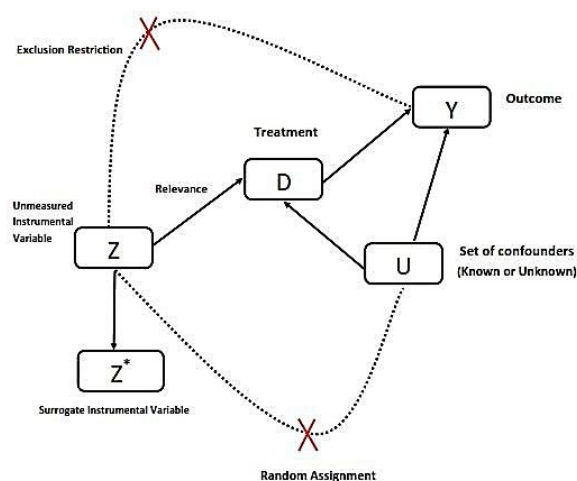 Exclusion Restriction
Y
Outcome
Treatment
D
Relevance
Unmeasured
Instrumental
Variable
Z
U
Set of confounders
(Known or Unknown)
Z*
Surrogate Instrumental Variable
Random Assignment